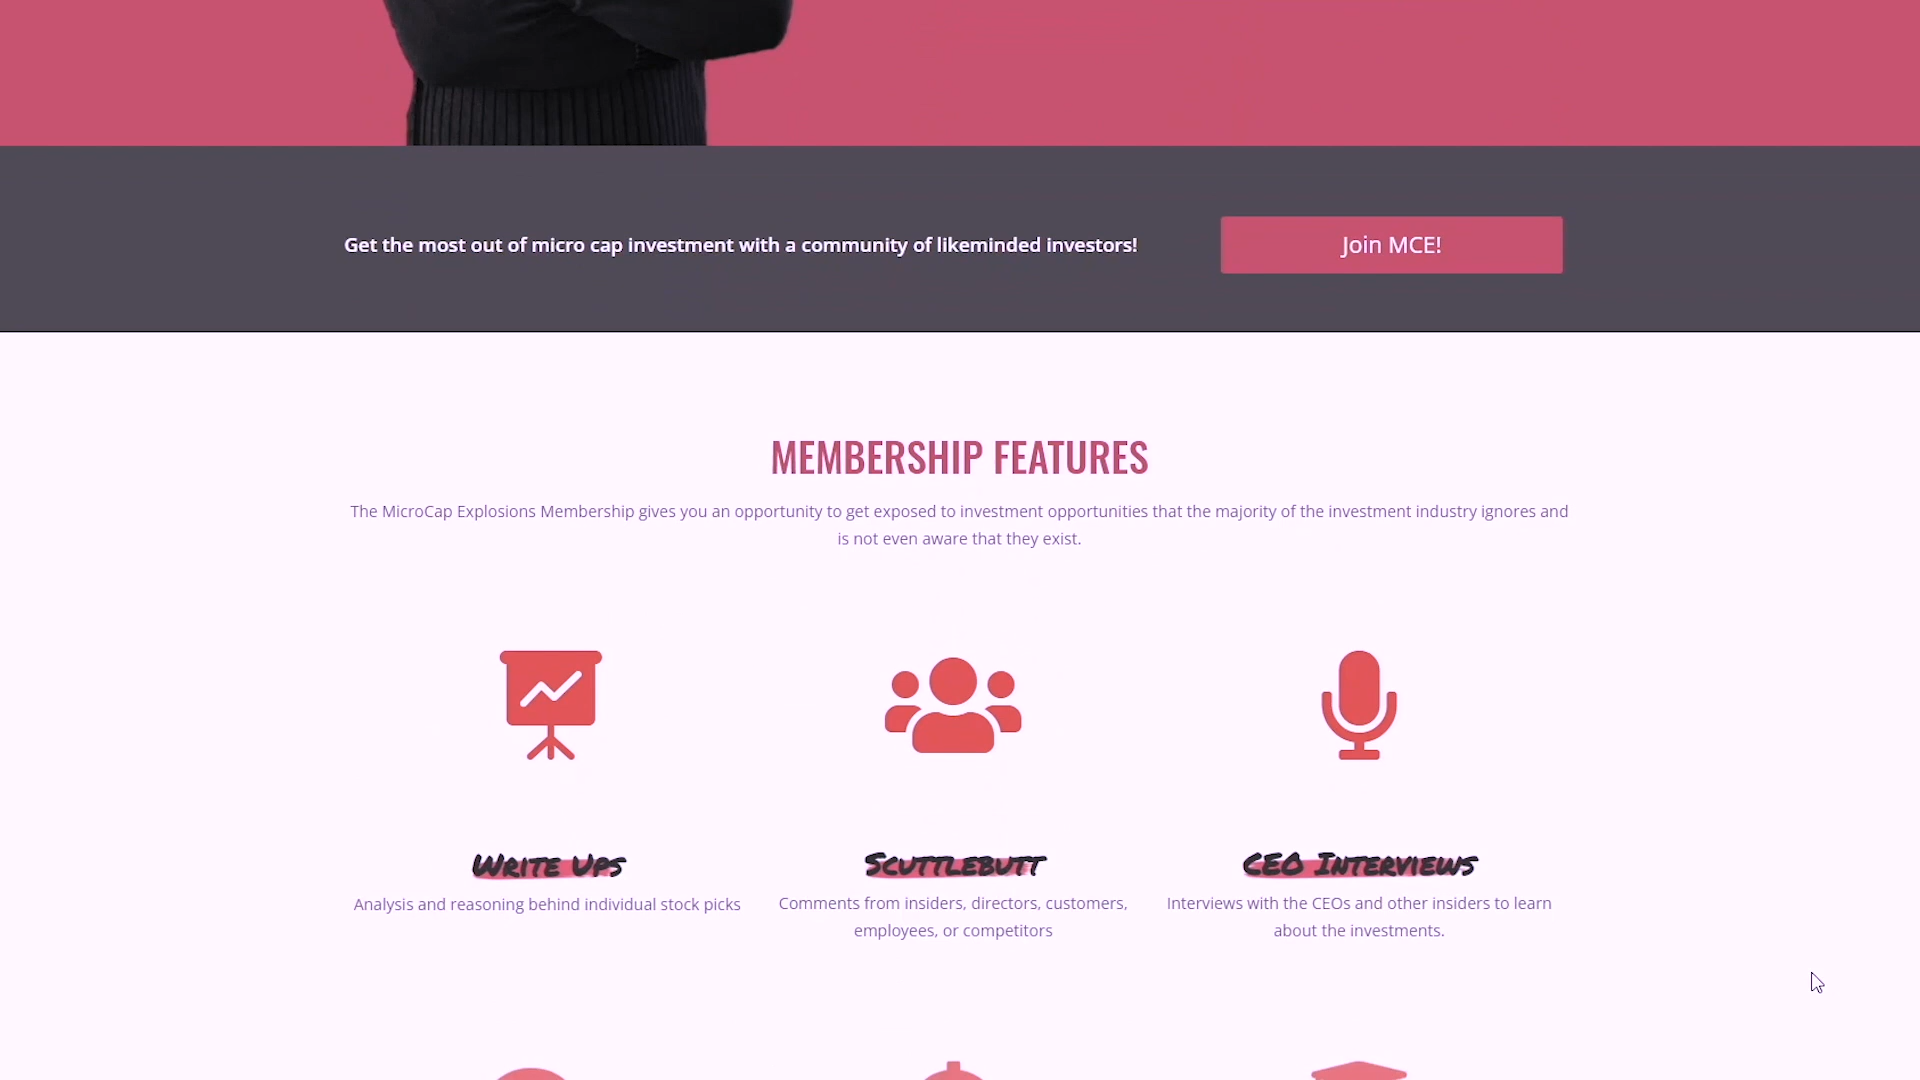 Get the most out of micro cap investment with a community of likeminded investors!
Join MCE!
MEMBERSHIP FEATURES
The MicroCap Explosions Membership gives you an opportunity to get exposed to investment opportunities that the majority of the investment industry ignores and
is not even aware that they exist.
Write Ups
Analysis and reasoning behind individual stock picks
Scuttlebutt
Comments from insiders, directors, customers,
employees, or competitors
CEO Interviews
Interviews with the CEOs and other insiders to learn
about the investments.